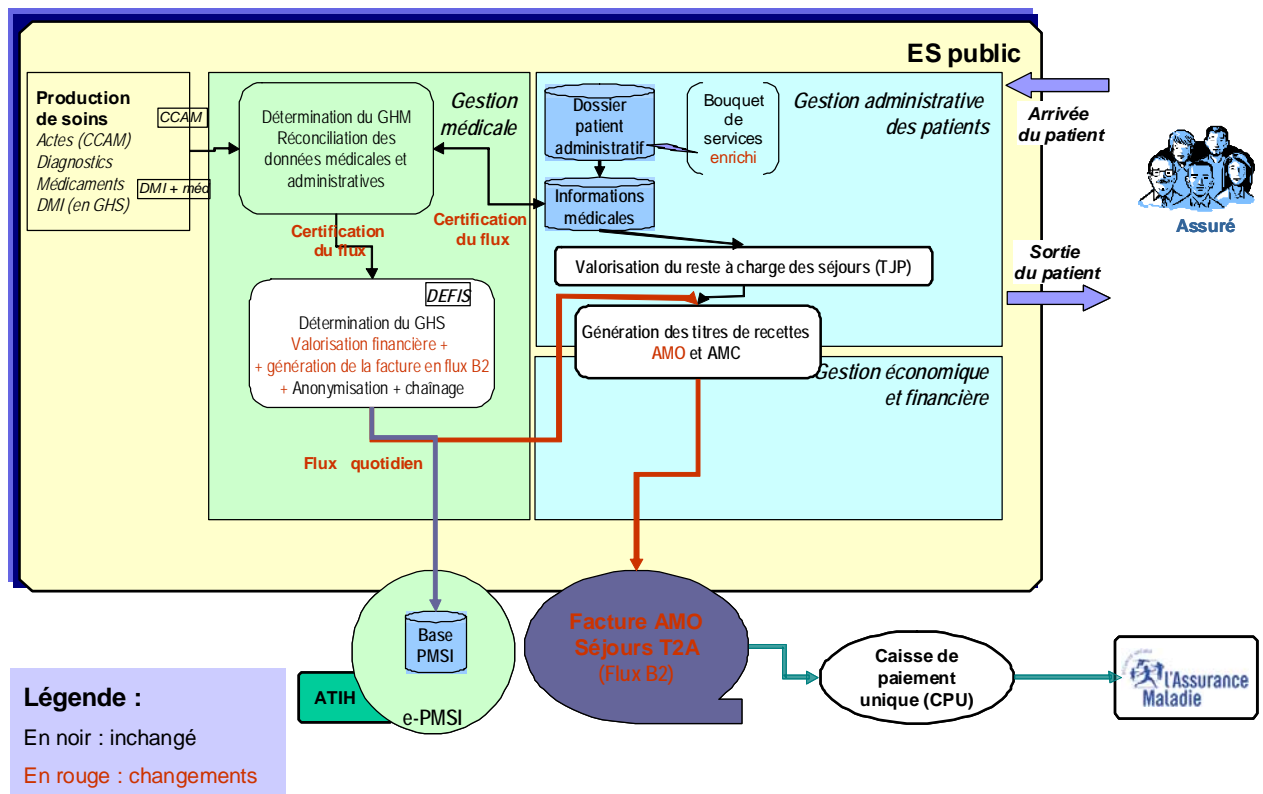 ES public
Production
de soins
Actes (CCAM)
Diagnostics
Médicaments
DMI (en GHS)
CCAM
DMI + méd
Gestion
médicale
Détermination du GHM
Réconciliation des
données médicales et
administratives
Certification
du flux
Certification
du flux
DEFIS
Détermination du GHS
Valorisation financière +
+ génération de la facture en flux B2
+ Anonymisation + chaînage
Flux quotidien
Dossier
patient
administratif
Bouquet
de
services
enrichi
Gestion administrative
des patients
Informations
médicales
Valorisation du reste à charge des séjours (TJP)
Génération des titres de recettes
AMO et AMC
Gestion économique
et financière
Arrivée
du patient
Assuré
Sortie
du patient
Base
PMSI
ATIH
e-PMSI
Facture AMO
Séjours T2A
(Flux B2)
Caisse de
paiement
unique (CPU)
l'Assurance
Maladie
Légende :
En noir : inchangé
En rouge : changements